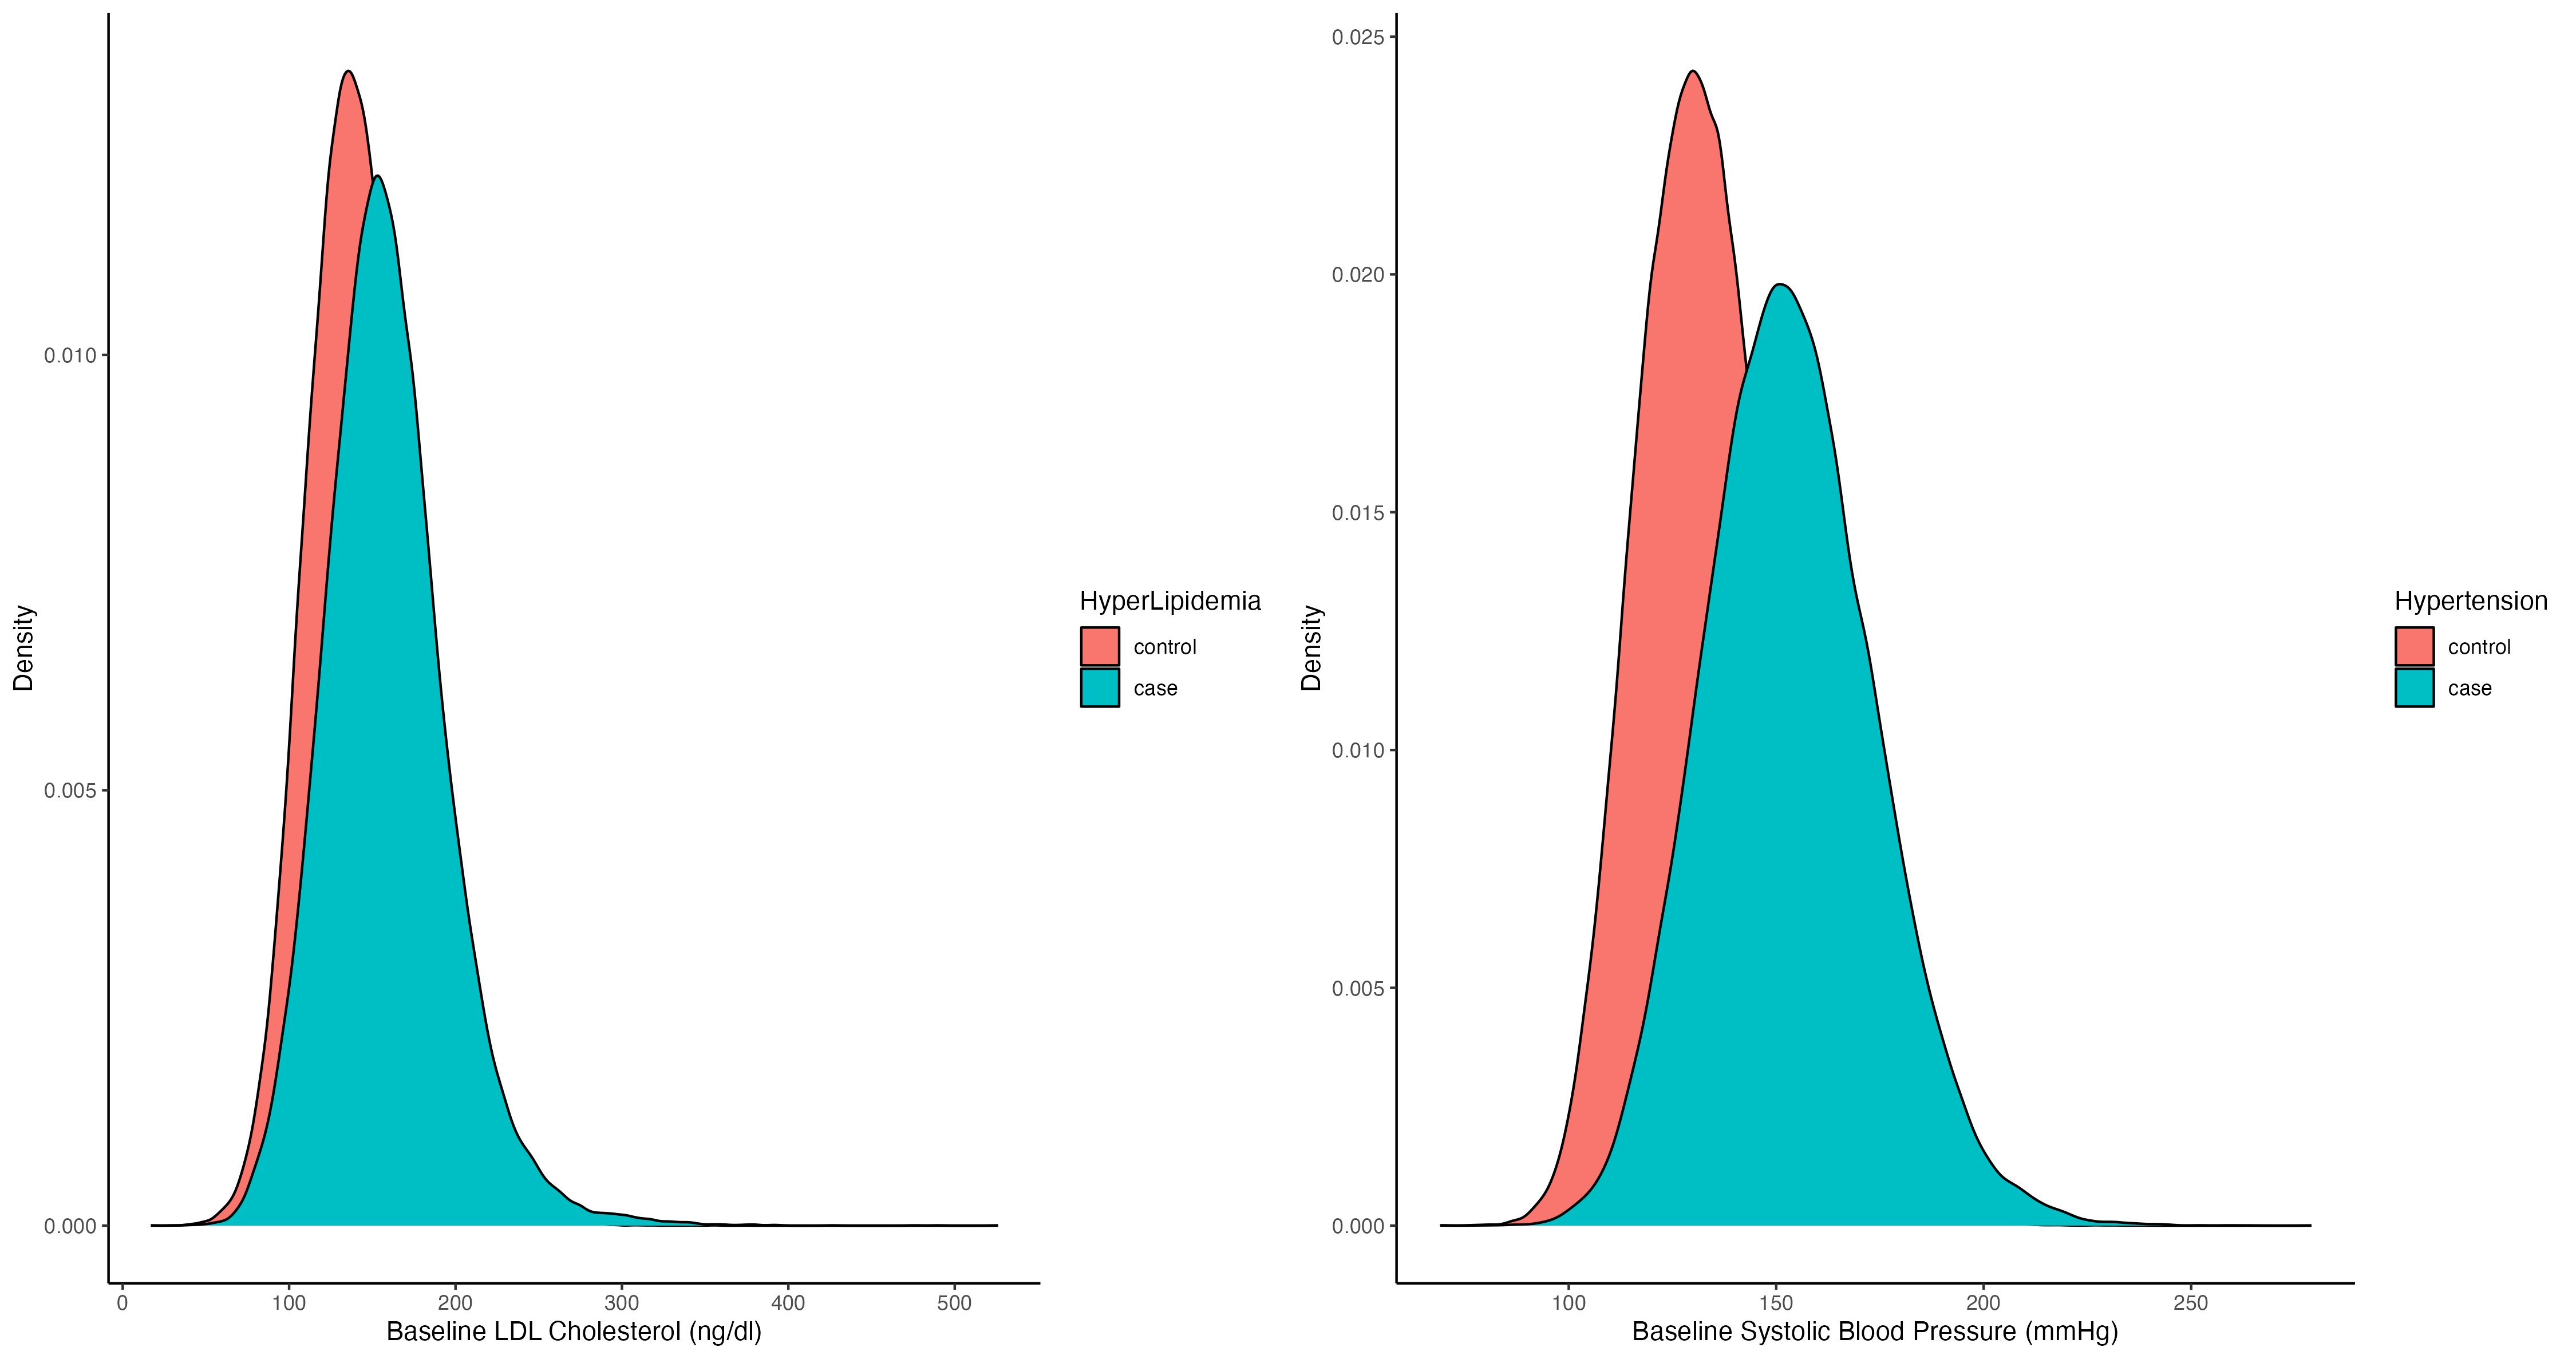 Density
0.010
0.005
0.000
0
100
200
300
400
500
Baseline LDL Cholesterol (ng/dl)
HyperLipidemia
control
case
Density
0.025
0.020
0.015
0.010
0.005
0.000
100
150
200
250
Baseline Systolic Blood Pressure (mmHg)
Hypertension
control
case